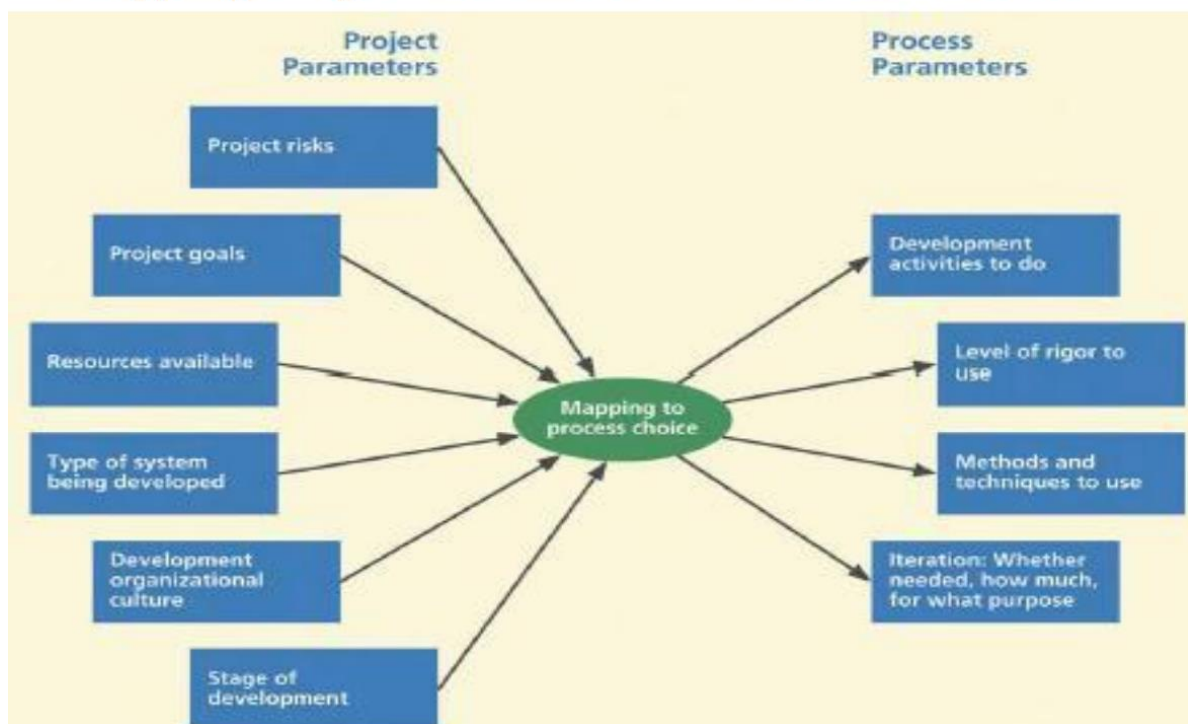 Project
Parameters
Process
Parameters
Project risks
Project goals
Resources available
Type of system
being developed
Development
organizational
culture
Stage of
development
Mapping to
process choice
Development
activities to do
Level of rigor to
use
Methods and
techniques to use
Iteration: Whether
needed, how much,
for what purpose